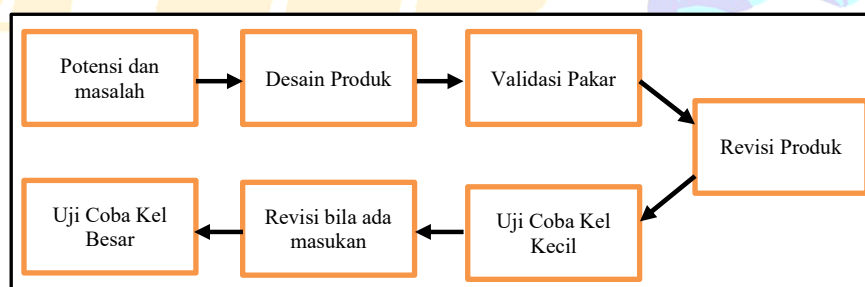 Potensi dan
masalah
Desain Produk
Validasi Pakar
Revisi Produk
Uji Coba Kel
Kecil
Revisi bila ada
masukan
Uji Coba Kel
Besar